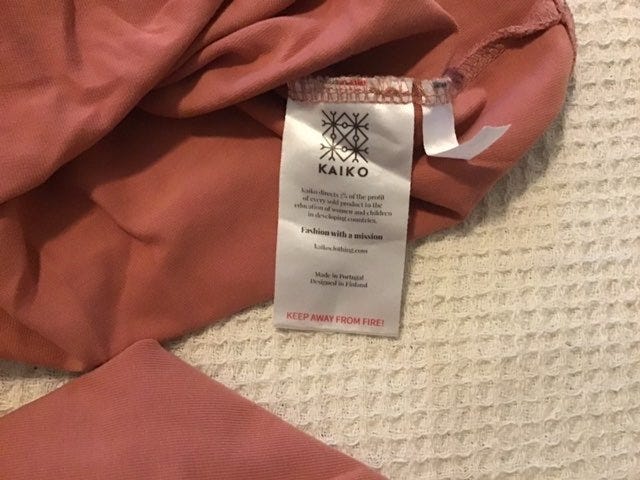 KAIKO
Kaiko directs 5% of the profit
of every sold product to the
education of women and children
in developing countries.
Fashion with a mission
kaikoclothing.com
Made in Portugal
Designed in Finland
KEEP AWAY FROM FIRE!